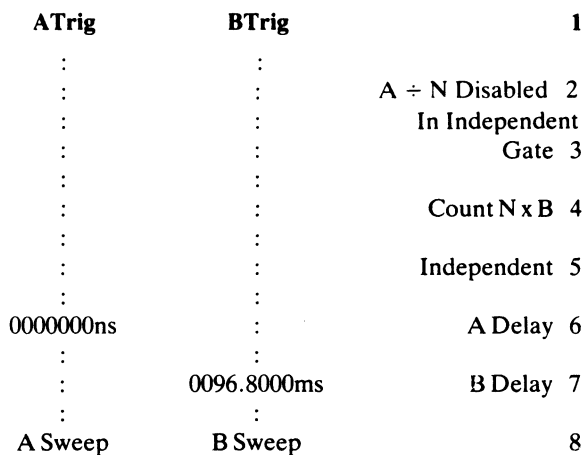 ATrig BTrig 1
: :
: : A ÷ N Disabled 2
: : In Independent
: : Gate 3
: :
: : Count N x B 4
: :
: : Independent 5
: :
0000000ns : A Delay 6
: :
: 0096.8000ms B Delay 7
: :
A Sweep B Sweep 8